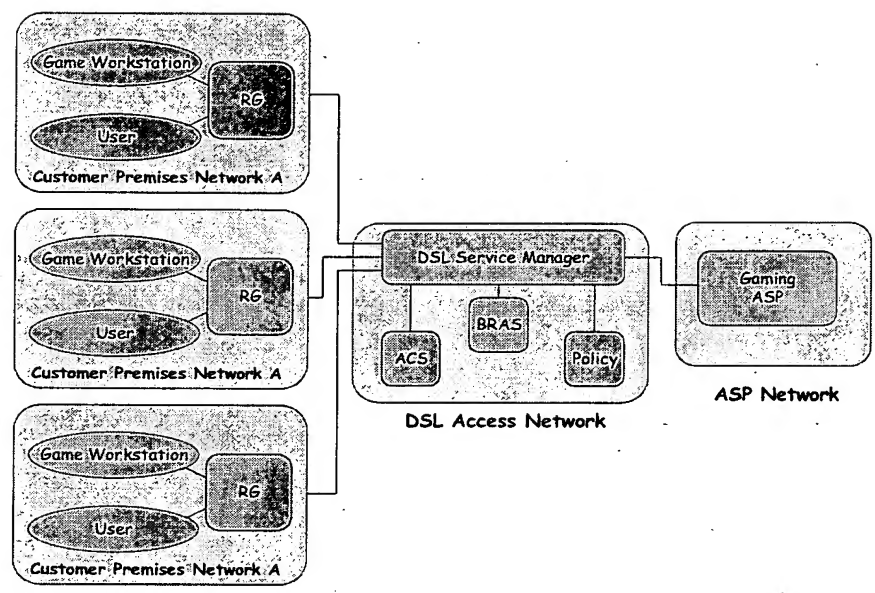 Game Workstation
RG
User
Customer Premises Network A
Game Workstation
RG
User
Customer Premises Network A
Game Workstation
RG
User
Customer Premises Network A
DSL Service Manager
ACS
BRAS
Policy
DSL Access Network
Gaming
ASP
ASP Network